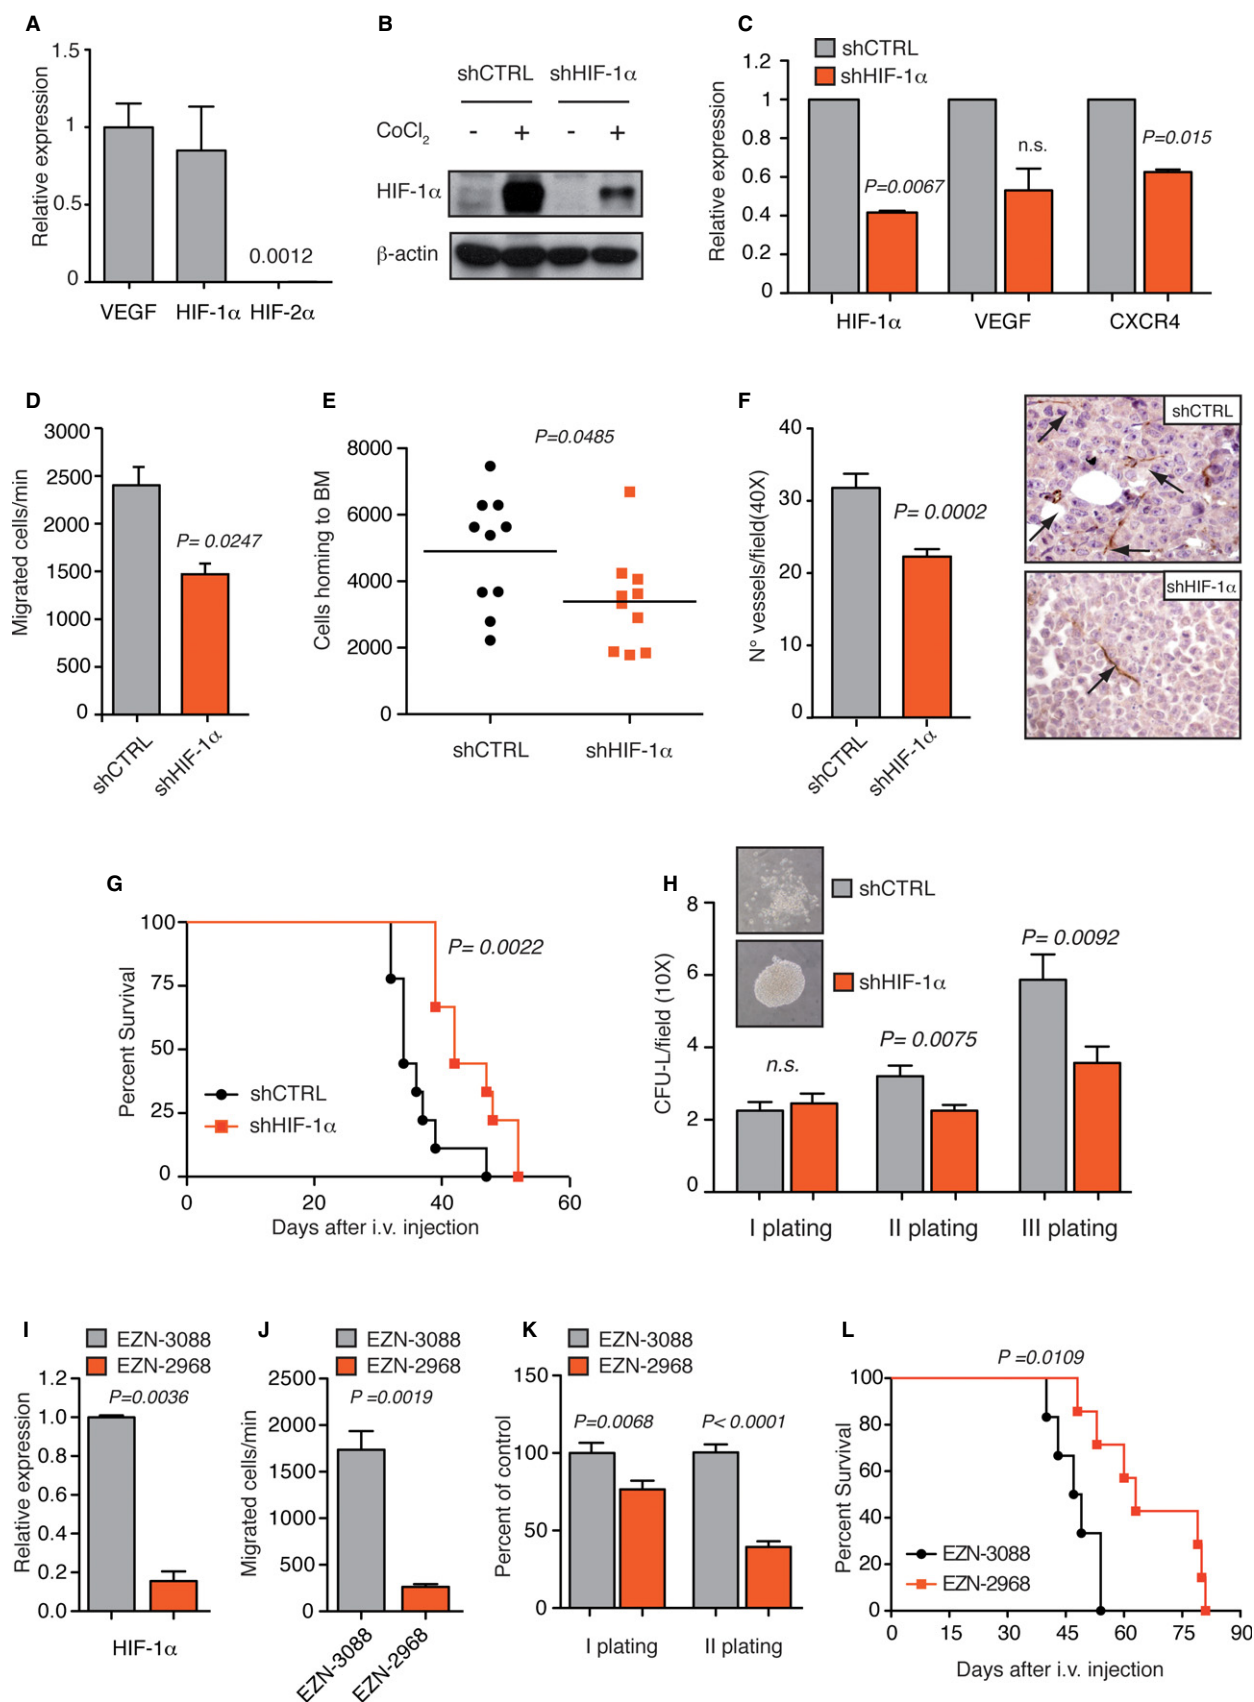 A
1.5
1
0.5
0
Relative expression
0.0012
VEGF HIF-1α HIF-2α
B
shCTRL shHIF-1α
CoCl2 - + - +
HIF-1α
β-actin
C
shCTRL
shHIF-1α
1.2
1
0.8
0.6
0.4
0.2
0
Relative expression
P=0.0067
n.s.
P=0.015
HIF-1α VEGF CXCR4
D
3000
2500
2000
1500
1000
500
0
Migrated cells/min
P= 0.0247
shCTRL
shHIF-1α
E
8000
6000
4000
2000
0
Cells homing to BM
P=0.0485
shCTRL shHIF-1α
F
40
30
20
10
0
N° vessels/field(40X)
P= 0.0002
shCTRL
shHIF-1α
shCTRL
shHIF-1α
G
100
75
50
25
0
Percent Survival
P= 0.0022
shCTRL
shHIF-1α
0 20 40 60
Days after i.v. injection
H
shCTRL
shHIF-1α
8
6
4
2
0
CFU-L/field (10X)
n.s.
P= 0.0075
P= 0.0092
I plating II plating III plating
I
EZN-3088
EZN-2968
1.2
1.0
0.8
0.6
0.4
0.2
0.0
Relative expression
P=0.0036
HIF-1α
J
EZN-3088
EZN-2968
2500
2000
1500
1000
500
0
Migrated cells/min
P =0.0019
EZN-3088
EZN-2968
K
EZN-3088
EZN-2968
150
100
50
0
Percent of control
P=0.0068
P< 0.0001
I plating II plating
L
P =0.0109
100
80
60
40
20
0
Percent Survival
EZN-3088
EZN-2968
0 15 30 45 60 75 90
Days after i.v. injection